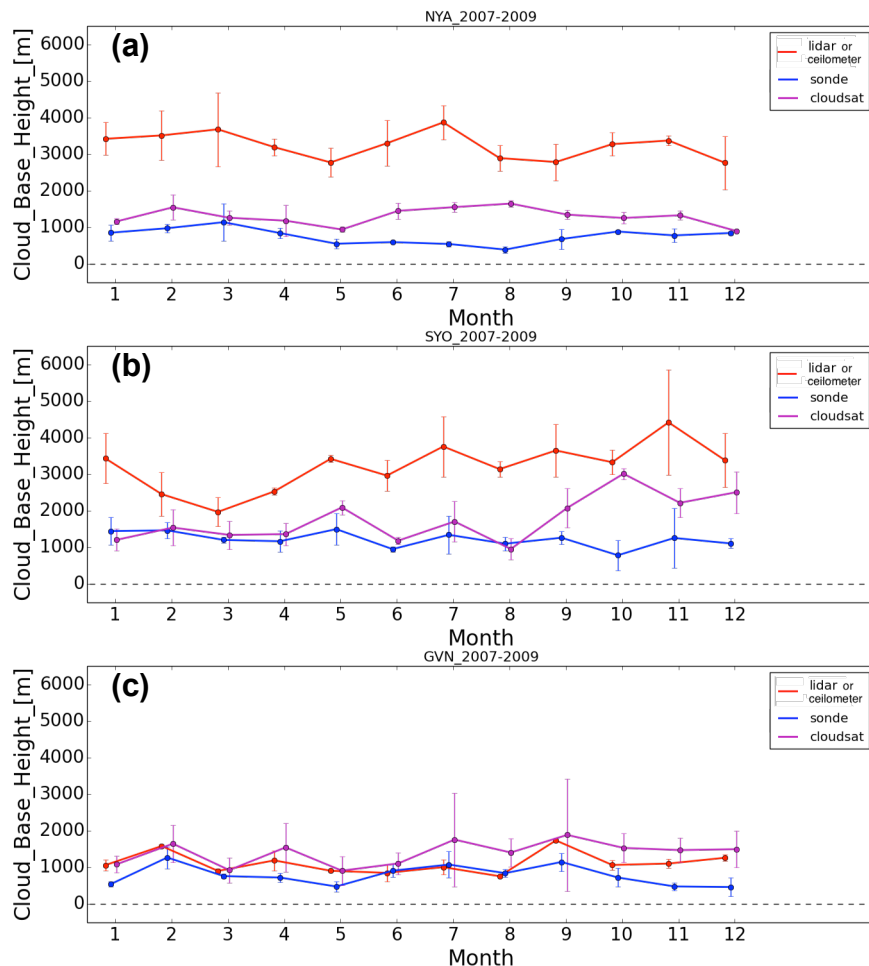 NYA_2007-2009
(a)
6000
5000
4000
3000
2000
1000
0
Cloud_Base_Height_[m]
1 2 3 4 5 6 7 8 9 10 11 12
Month
lidar or
ceilometer
sonde
cloudsat
SYO_2007-2009
(b)
6000
5000
4000
3000
2000
1000
0
Cloud_Base_Height_[m]
1 2 3 4 5 6 7 8 9 10 11 12
Month
lidar or
ceilometer
sonde
cloudsat
GVN_2007-2009
(c)
6000
5000
4000
3000
2000
1000
0
Cloud_Base_Height_[m]
1 2 3 4 5 6 7 8 9 10 11 12
Month
lidar or
ceilometer
sonde
cloudsat